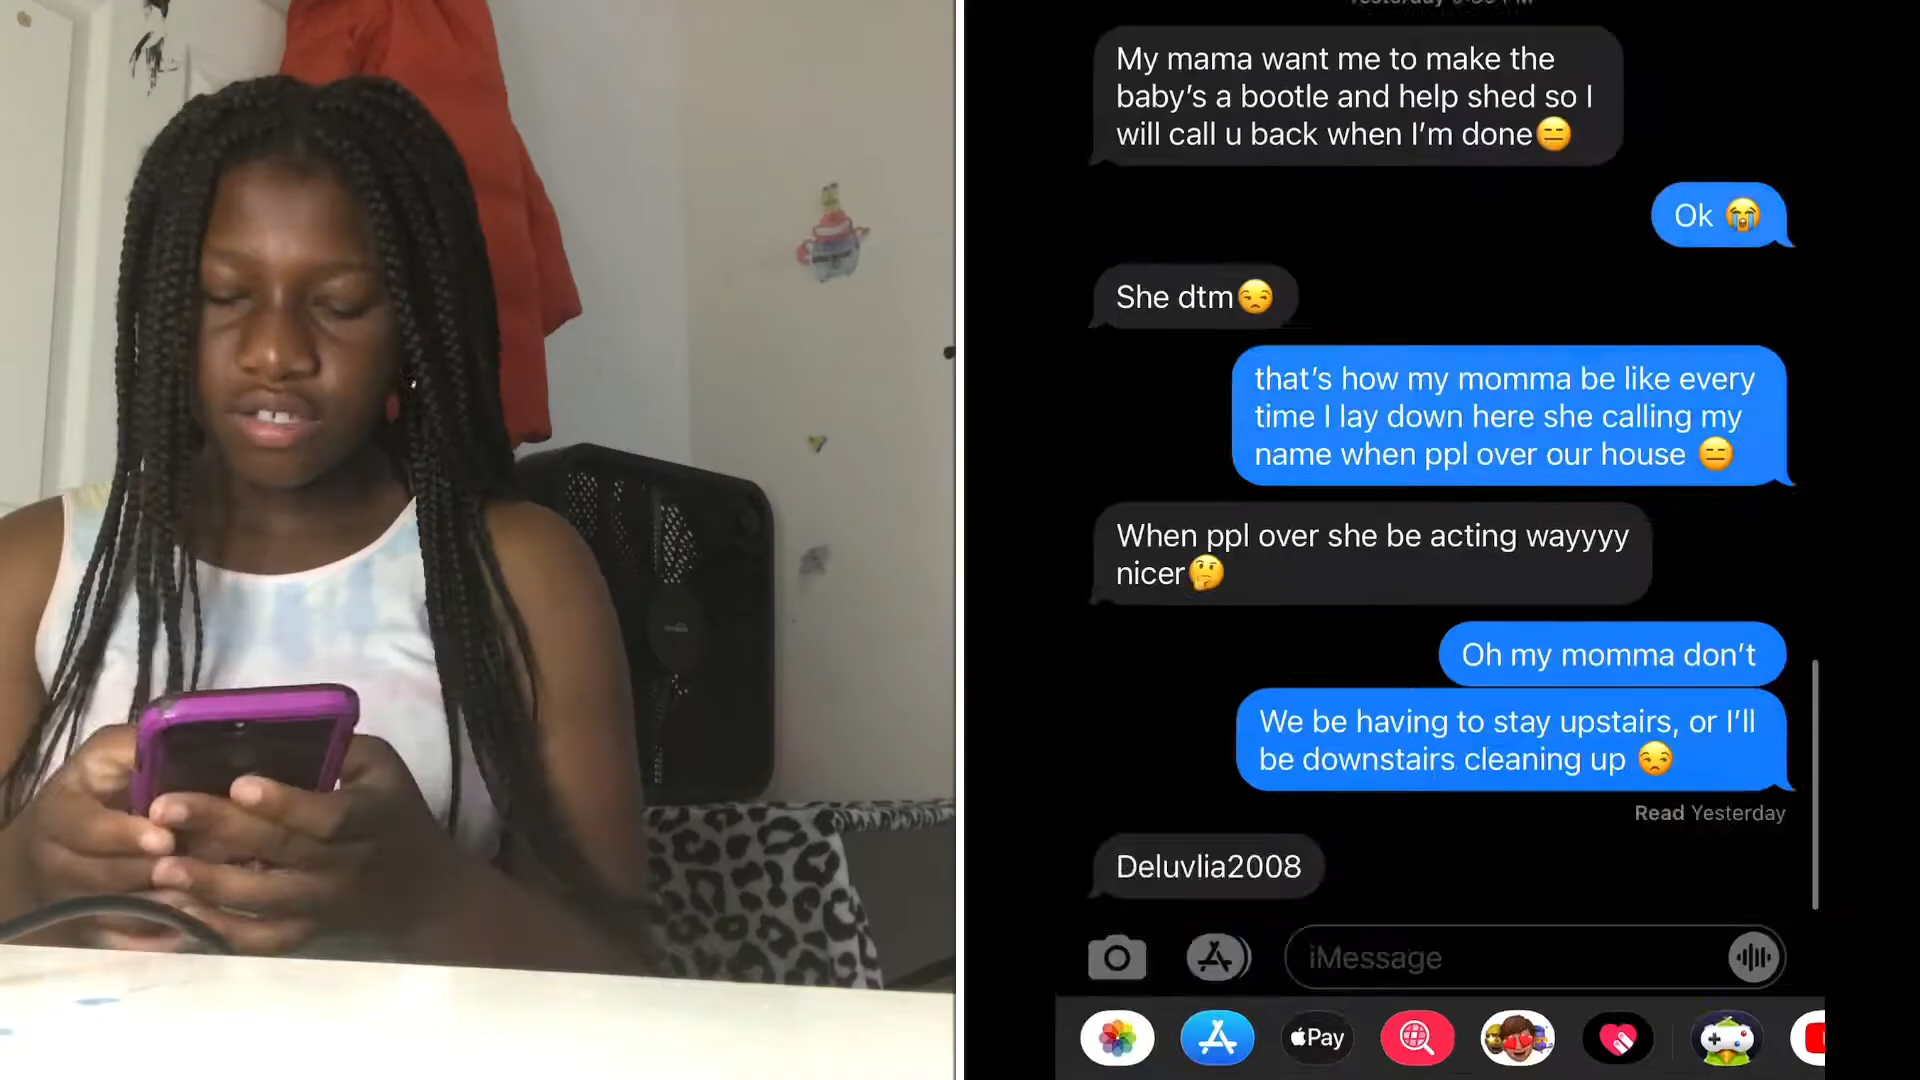 My mama want me to make the
baby's a bootle and help shed so I
will call u back when I'm done😑
Ok 😭
She dtm😒
that's how my momma be like every
time I lay down here she calling my
name when ppl over our house 😑
When ppl over she be acting wayyyy
nicer🤔
Oh my momma don't
We be having to stay upstairs, or I'll
be downstairs cleaning up 😒
Read Yesterday
Deluvlia2008
iMessage
Pay